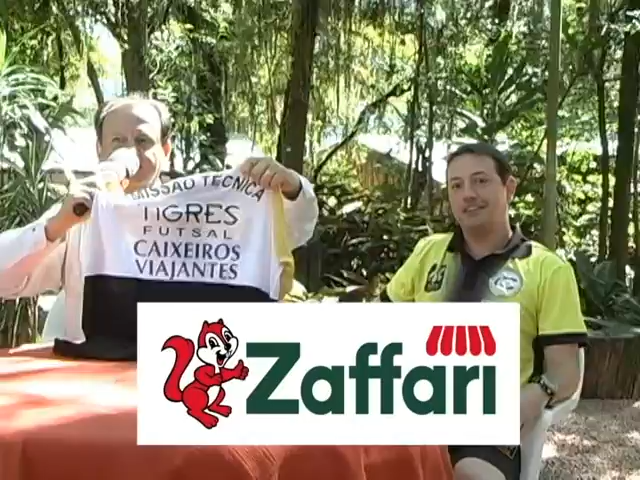 MISSÃO TÉCNICA
TIGRES
FUTSAL
CAIXEIROS
VIAJANTES
Zaffari